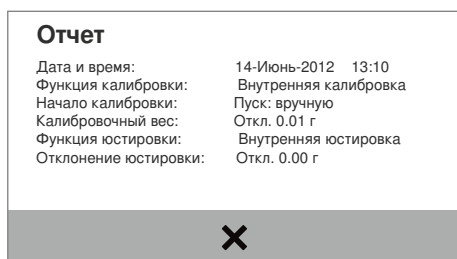 Отчет
Дата и время: 14-Июнь-2012 13:10
Функция калибровки: Внутренняя калибровка
Начало калибровки: Пуск: вручную
Калибровочный вес: Откл. 0.01 г
Функция юстировки: Внутренняя юстировка
Отклонение юстировки: Откл. 0.00 г